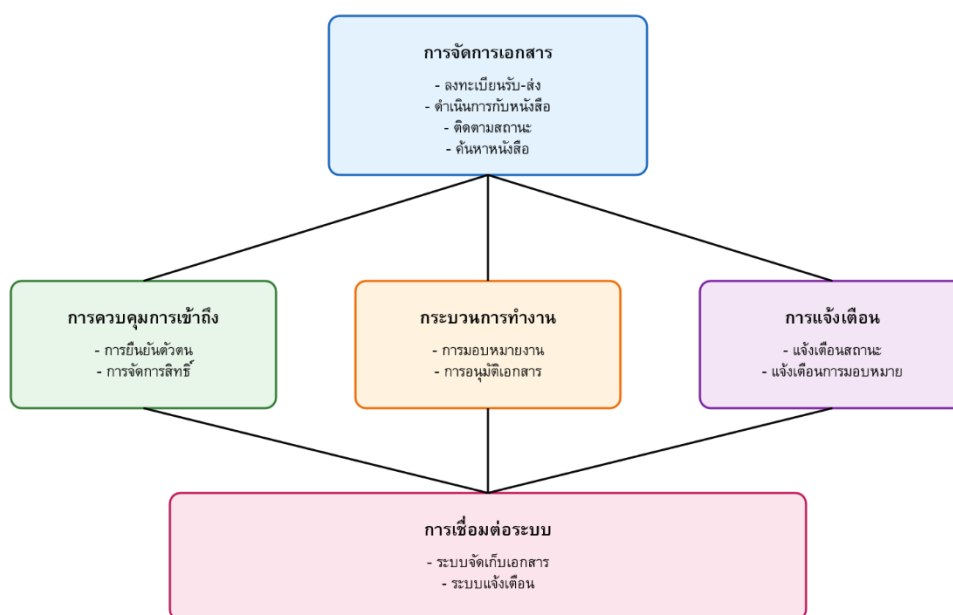 การจัดการเอกสาร
- ลงทะเบียนรับ-ส่ง
- ดำเนินการกับหนังสือ
- ติดตามสถานะ
- ค้นหาหนังสือ
การควบคุมการเข้าถึง
- การยืนยันตัวตน
- การจัดการสิทธิ์
กระบวนการทำงาน
- การมอบหมายงาน
- การอนุมัติเอกสาร
การแจ้งเตือน
- แจ้งเตือนสถานะ
- แจ้งเตือนการมอบหมาย
การเชื่อมต่อระบบ
- ระบบจัดเก็บเอกสาร
- ระบบแจ้งเตือน